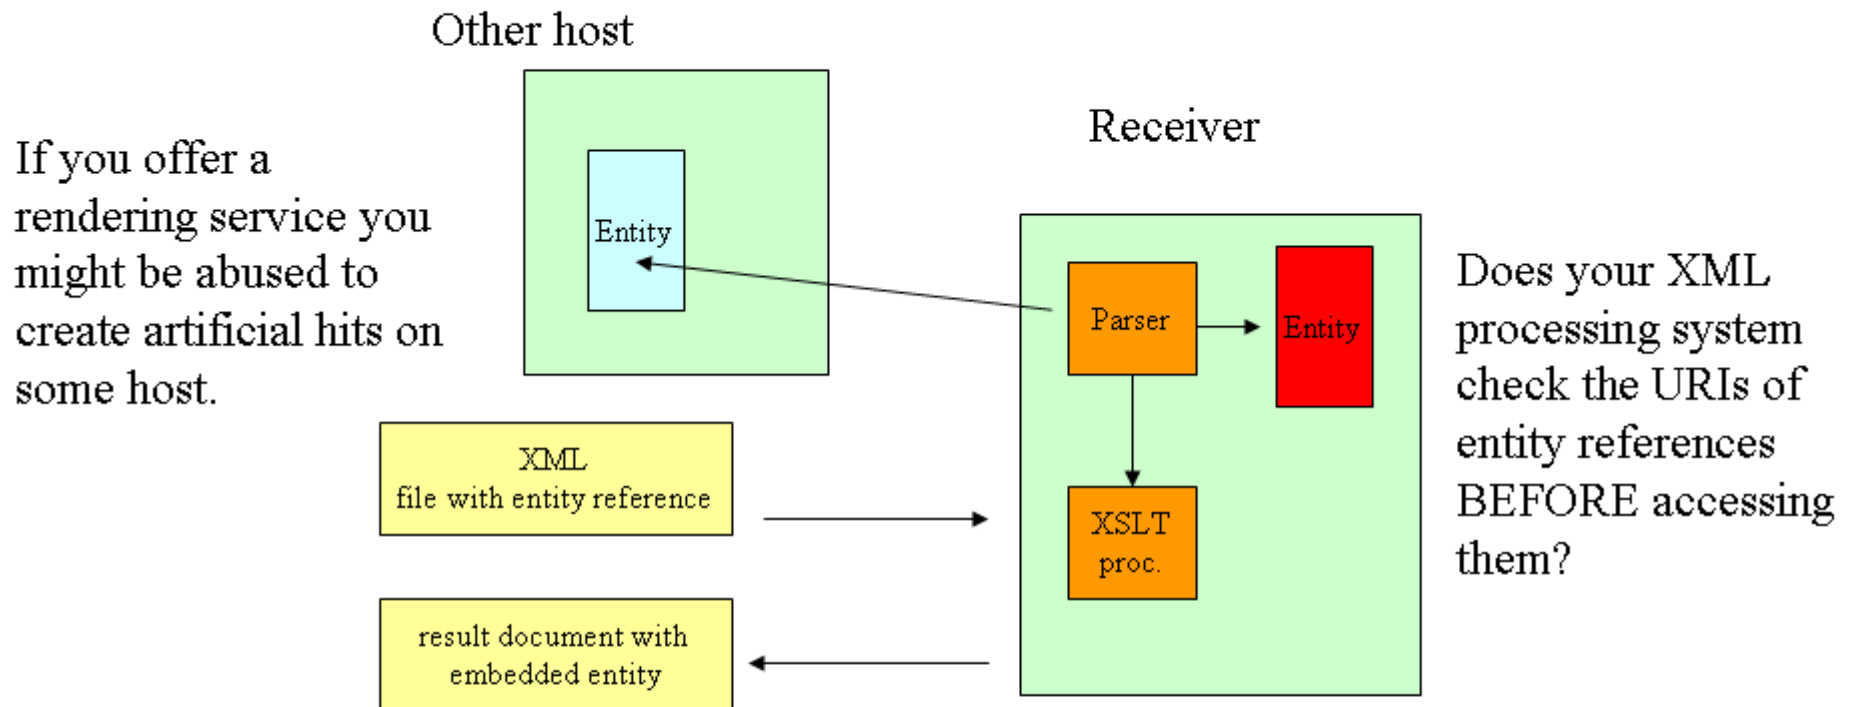 Other host
If you offer a
rendering service you
might be abused to
create artificial hits on
some host.
Entity
Receiver
Parser
Entity
XSLT
proc.
Does your XML
processing system
check the URIs of
entity references
BEFORE accessing
them?
XML
file with entity reference
result document with
embedded entity